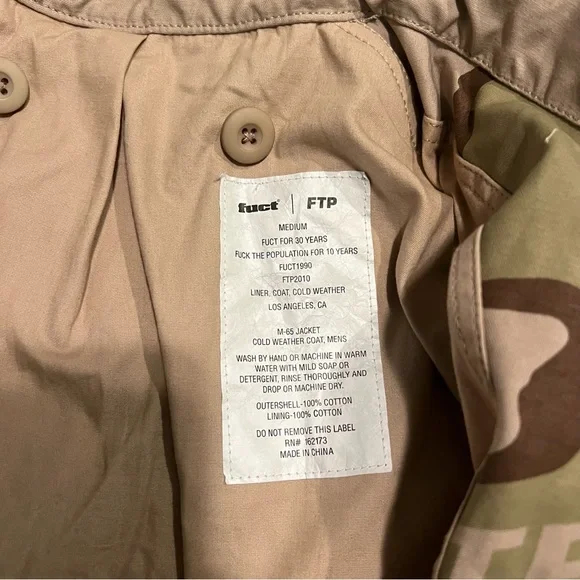 fuct | FTP
MEDIUM
FUCT FOR 30 YEARS
FUCK THE POPULATION FOR 10 YEARS
FUCT1990
FTP2010
LINER, COAT, COLD WEATHER
LOS ANGELES, CA
M-65 JACKET
COLD WEATHER COAT, MENS
WASH BY HAND OR MACHINE IN WARM
WATER WITH MILD SOAP OR
DETERGENT, RINSE THOROUGHLY AND
DROP OR MACHINE DRY.
OUTERSHELL-100% COTTON
LINING-100% COTTON
DO NOT REMOVE THIS LABEL
RN# 162173
MADE IN CHINA